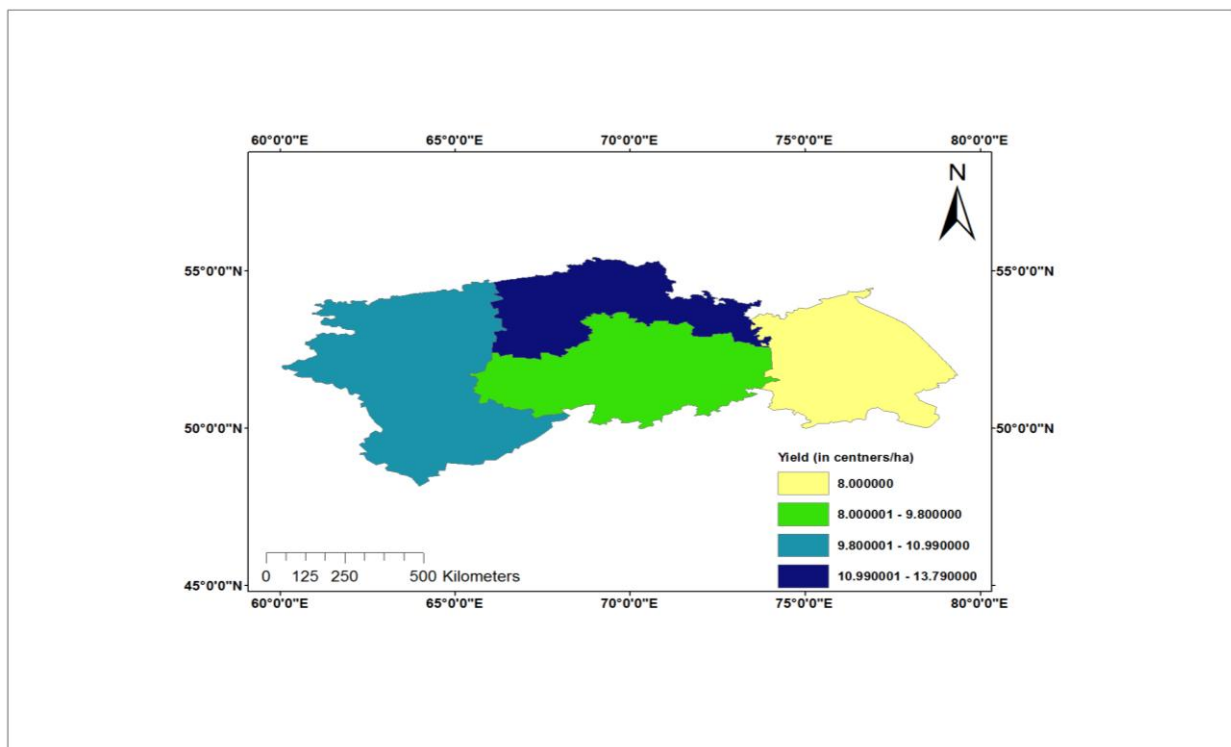 60°0'0"E 65°0'0"E 70°0'0"E 75°0'0"E 80°0'0"E
N
55°0'0"N 55°0'0"N
50°0'0"N 50°0'0"N
Yield (in centners/ha)
8.000000
8.000001 - 9.800000
9.800001 - 10.990000
10.990001 - 13.790000
0 125 250 500 Kilometers
45°0'0"N 45°0'0"N
60°0'0"E 65°0'0"E 70°0'0"E 75°0'0"E 80°0'0"E